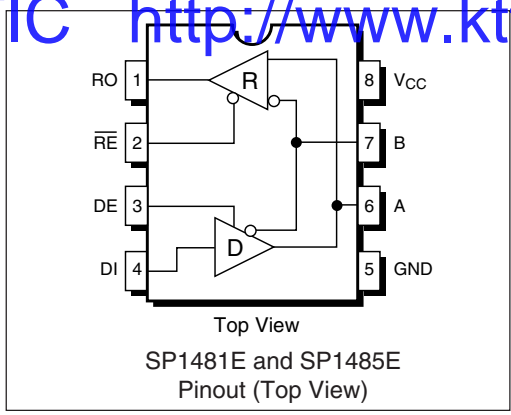 IC http://www.kt
RO 1
8 VCC
R
R̅E̅ 2
7 B
DE 3
6 A
D
DI 4
5 GND
Top View
SP1481E and SP1485E
Pinout (Top View)